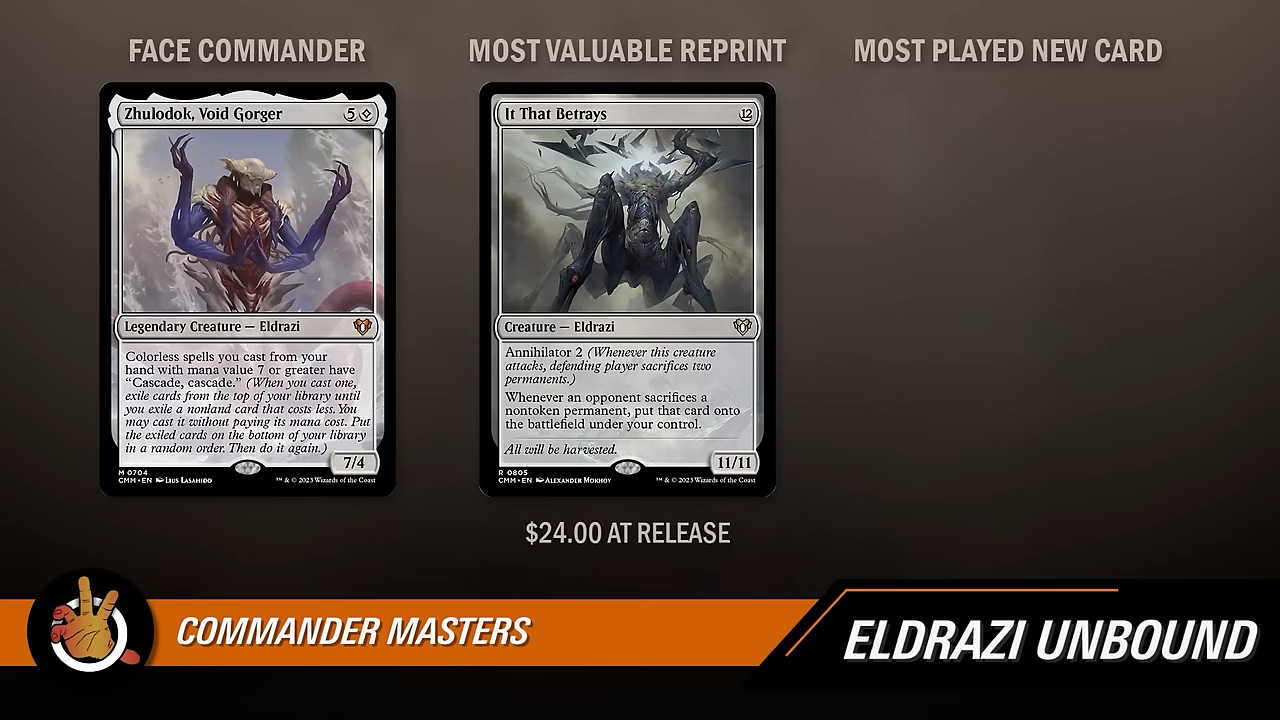 FACE COMMANDER
MOST VALUABLE REPRINT
MOST PLAYED NEW CARD
Zhulodok, Void Gorger 5
Legendary Creature — Eldrazi
Colorless spells you cast from your
hand with mana value 7 or greater have
“Cascade, cascade.” (When you cast one,
exile cards from the top of your library until
you exile a nonland card that costs less. You
may cast it without paying its mana cost. Put
the exiled cards on the bottom of your library
in a random order. Then do it again.)
7/4
M 0704
CMM • EN LIUS LASAHIDO
™ & © 2023 Wizards of the Coast
It That Betrays 12
Creature — Eldrazi
Annihilator 2 (Whenever this creature
attacks, defending player sacrifices two
permanents.)
Whenever an opponent sacrifices a
nontoken permanent, put that card onto
the battlefield under your control.
All will be harvested.
11/11
R 0805
CMM • EN ALEXANDER MOKHOV
™ & © 2023 Wizards of the Coast
$24.00 AT RELEASE
COMMANDER MASTERS
ELDRAZI UNBOUND